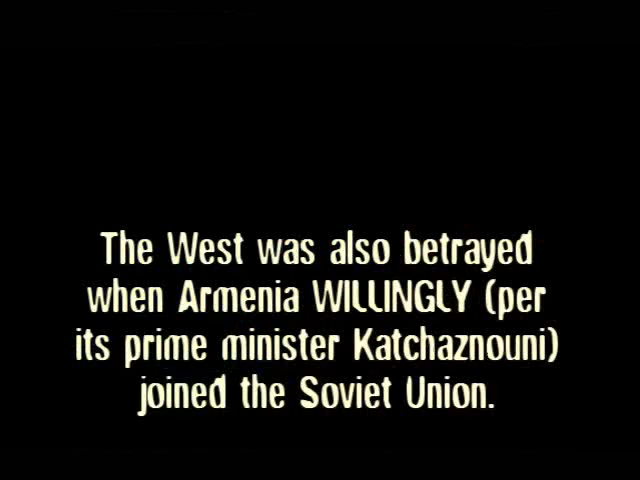 The West was also betrayed
when Armenia WILLINGLY (per
its prime minister Katchaznouni)
joined the Soviet Union.